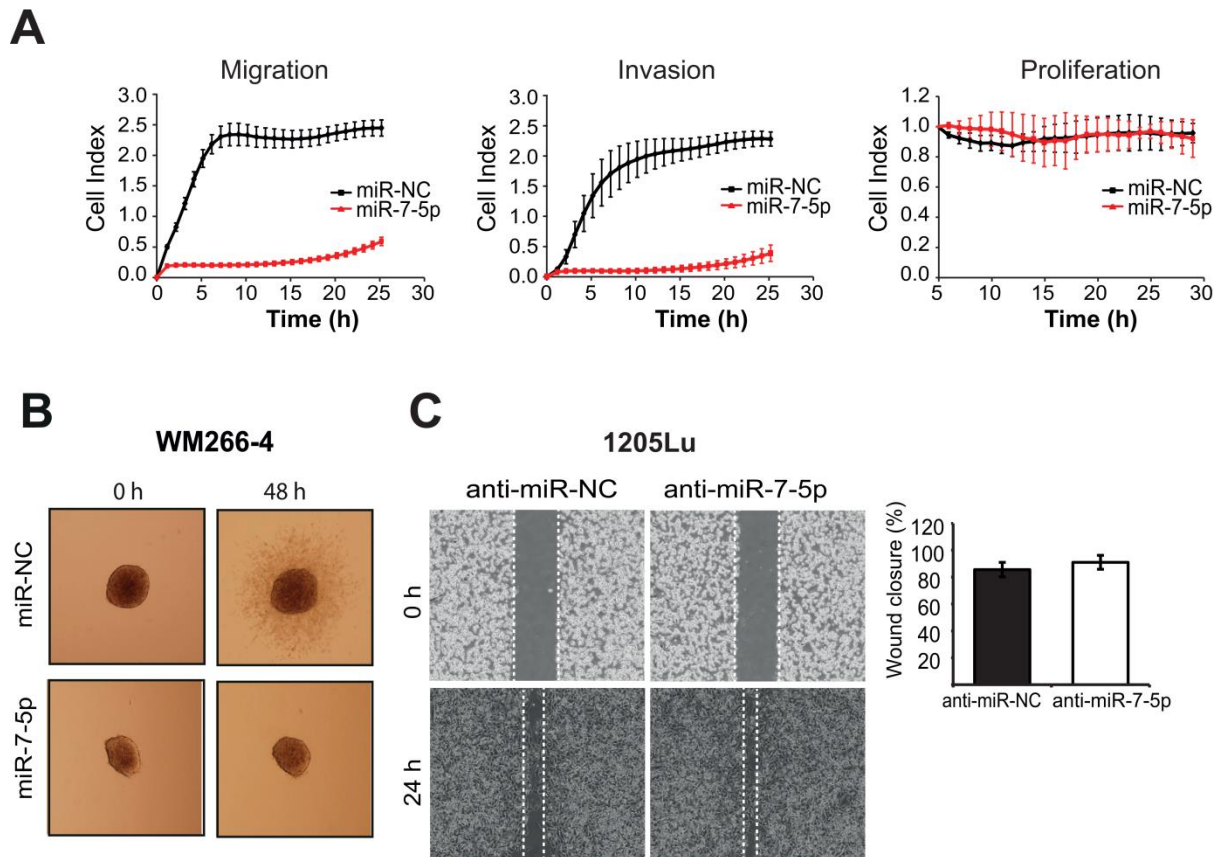 A
Migration
3.0
2.5
2.0
1.5
1.0
0.5
0.0
Cell Index
miR-NC
miR-7-5p
0 5 10 15 20 25 30
Time (h)
Invasion
3.0
2.5
2.0
1.5
1.0
0.5
0.0
Cell Index
miR-NC
miR-7-5p
0 5 10 15 20 25 30
Time (h)
Proliferation
1.2
1.0
0.8
0.6
0.4
0.2
0.0
Cell Index
miR-NC
miR-7-5p
5 10 15 20 25 30
Time (h)
B
WM266-4
0 h 48 h
miR-NC
miR-7-5p
C
1205Lu
anti-miR-NC anti-miR-7-5p
0 h
24 h
Wound closure (%)
120
100
80
60
40
20
anti-miR-NC anti-miR-7-5p